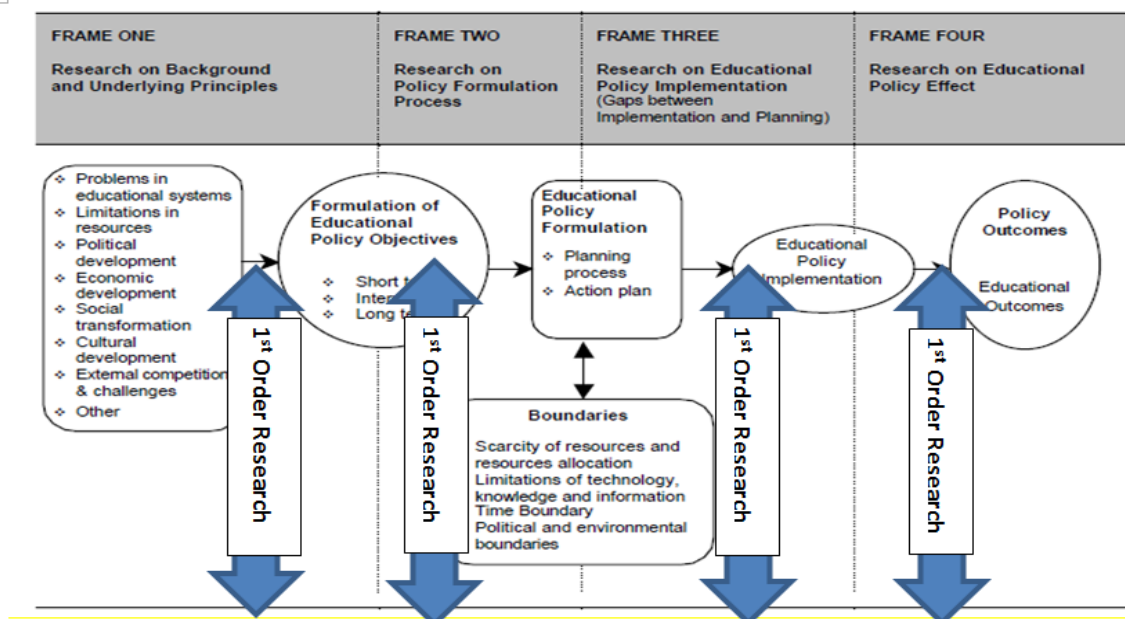 FRAME ONE
Research on Background
and Underlying Principles
FRAME TWO
Research on
Policy Formulation
Process
FRAME THREE
Research on Educational
Policy Implementation
(Gaps between
Implementation and Planning)
FRAME FOUR
Research on Educational
Policy Effect
❖ Problems in
educational systems
❖ Limitations in
resources
❖ Political
development
❖ Economic
development
❖ Social
transformation
❖ Cultural
development
❖ External competition
& challenges
❖ Other
Formulation of
Educational
Policy Objectives
❖ Short
❖
❖ Long
Educational
Policy
Formulation
❖ Planning
process
❖ Action plan
Boundaries
Scarcity of resources and
resources allocation
Limitations of technology,
knowledge and information
Time Boundary
Political and environmental
boundaries
Educational
Policy
Implementation
Policy
Outcomes
Educational
Outcomes
1st Order Research
1st Order Research
1st Order Research
1st Order Research